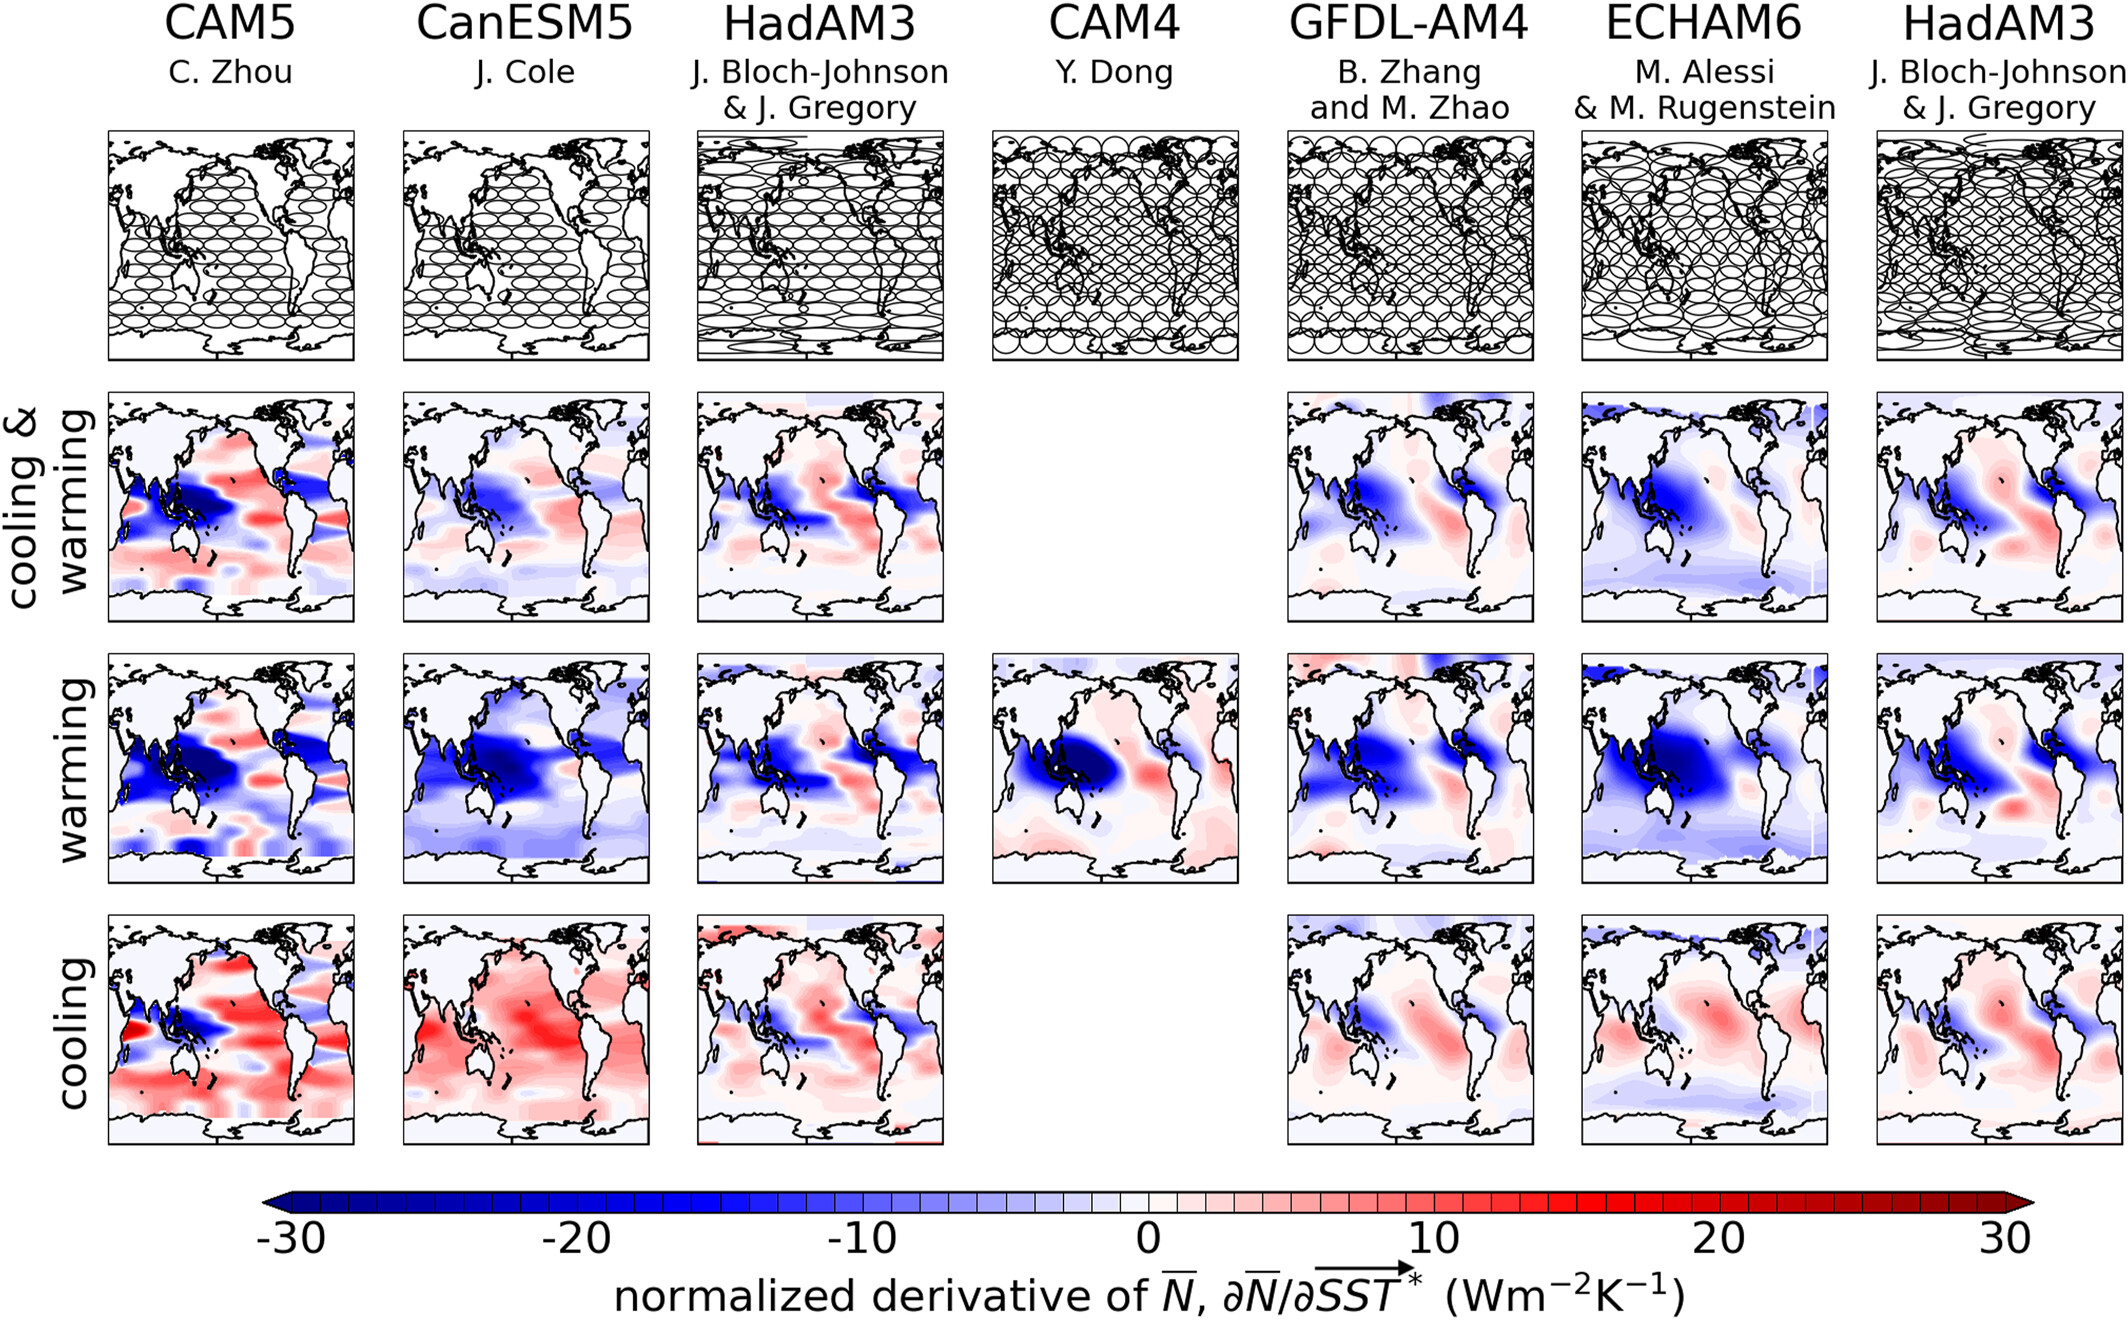 CAM5 CanESM5 HadAM3 CAM4 GFDL-AM4 ECHAM6 HadAM3
C. Zhou J. Cole J. Bloch-Johnson Y. Dong B. Zhang M. Alessi J. Bloch-Johnson
& J. Gregory and M. Zhao & M. Rugenstein & J. Gregory
cooling &
warming
warming
cooling
-30 -20 -10 0 10 20 30
normalized derivative of N̅, ∂N̅/∂S͞S͞T⃗* (Wm⁻²K⁻¹)